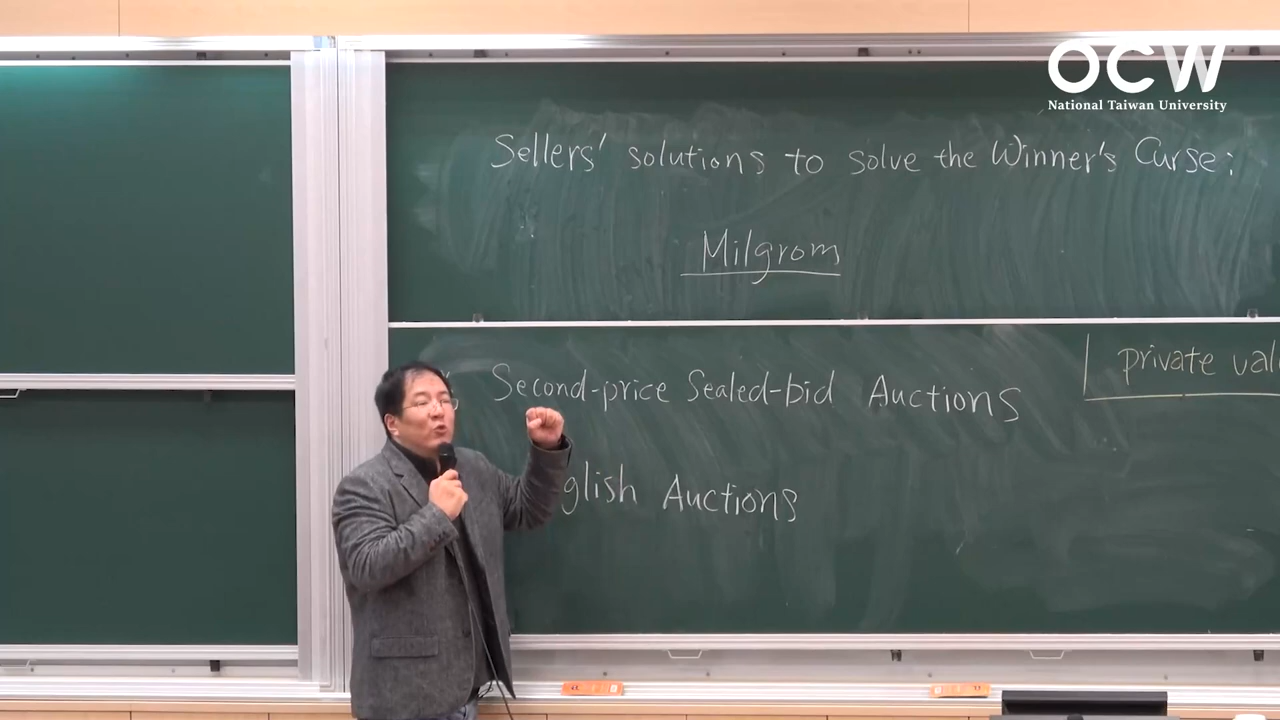 OCW
National Taiwan University
Sellers' solutions to solve the Winner's Curse:
Milgrom
Second-price Sealed-bid Auctions
private val
glish Auctions